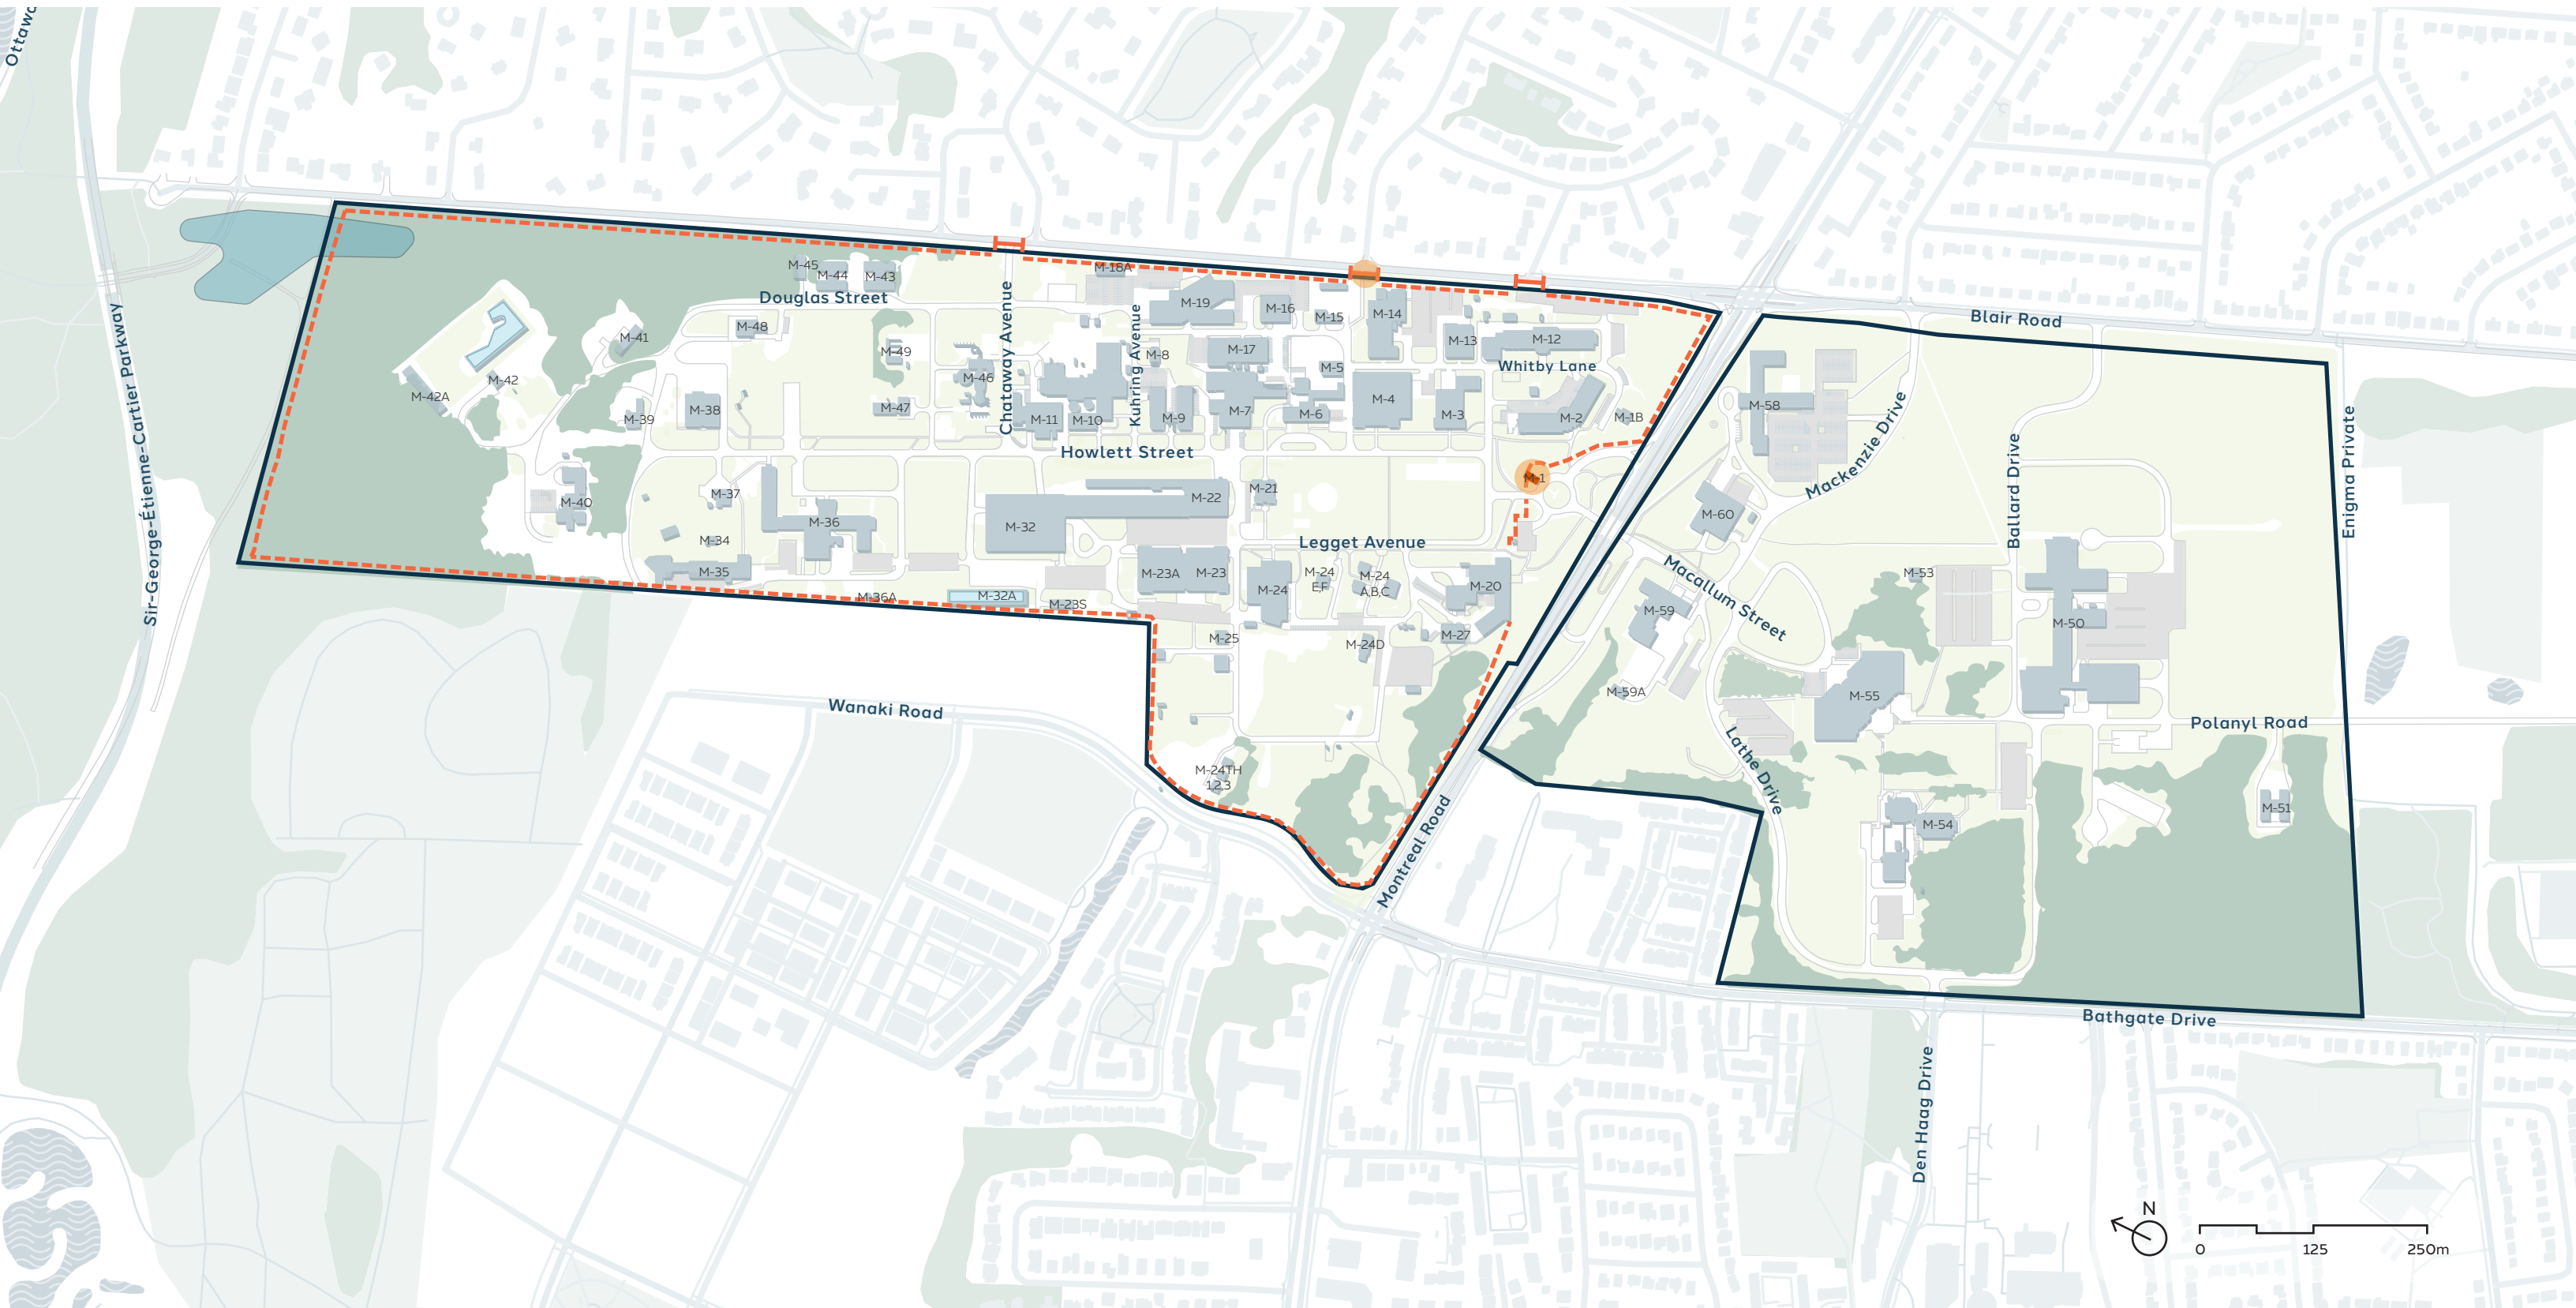 Ottawa
Sir-George-Étienne-Cartier Parkway
M-45
M-44
M-43
Douglas Street
M-48
M-41
M-42
M-42A
M-49
M-47
M-46
M-39
M-38
M-40
M-37
M-36
M-34
M-35
M-36A
M-32A
M-23S
Chataway Avenue
Kuhring Avenue
M-18A
M-19
M-16
M-15
M-14
M-13
M-12
Whitby Lane
M-8
M-17
M-5
M-11
M-10
M-9
M-7
M-6
M-4
M-3
M-2
M-1B
M-1
Howlett Street
M-32
M-22
M-21
Legget Avenue
M-23A
M-23
M-24
M-24
E,F
M-24
A,B,C
M-20
M-27
M-25
M-24D
M-24TH
1,2,3
Wanaki Road
Montreal Road
Blair Road
M-58
Mackenzie Drive
M-60
Macallum Street
M-59
M-59A
Lathe Drive
Ballard Drive
Enigma Private
M-53
M-50
M-55
Polanyl Road
M-51
M-54
Bathgate Drive
Den Haag Drive
N
0 125 250m